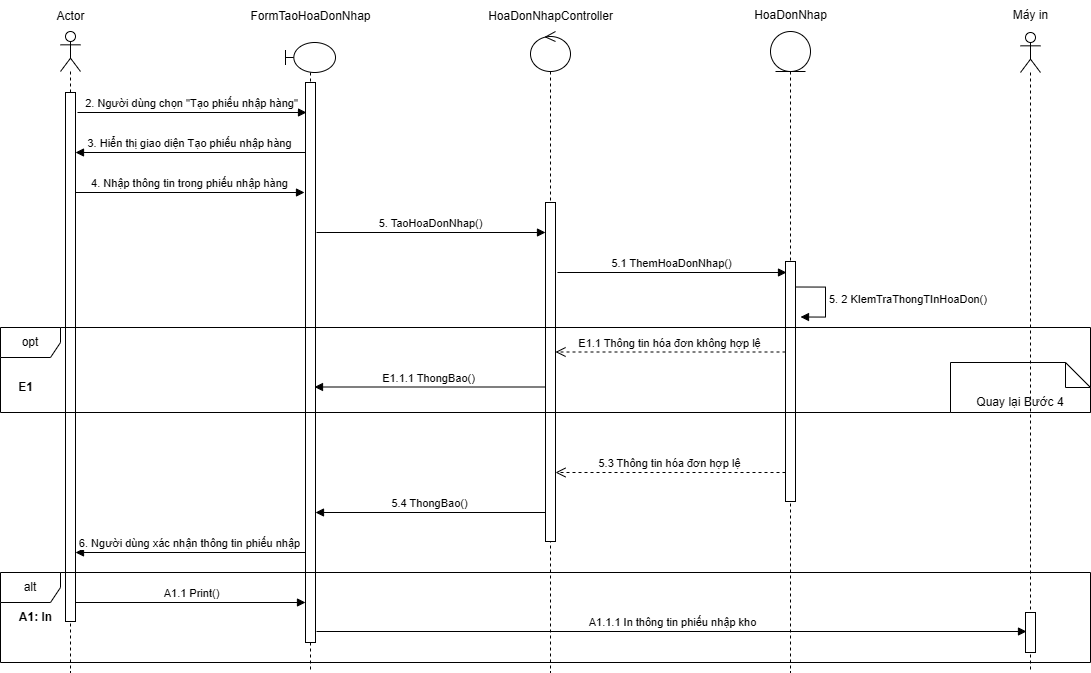 Actor
FormTaoHoaDonNhap
HoaDonNhapController
HoaDonNhap
Máy in
2. Người dùng chọn "Tạo phiếu nhập hàng"
3. Hiển thị giao diện Tạo phiếu nhập hàng
4. Nhập thông tin trong phiếu nhập hàng
5. TaoHoaDonNhap()
5.1 ThemHoaDonNhap()
5. 2 KIemTraThongTInHoaDon()
opt
E1
E1.1 Thông tin hóa đơn không hợp lệ
E1.1.1 ThongBao()
Quay lại Bước 4
5.3 Thông tin hóa đơn hợp lệ
5.4 ThongBao()
6. Người dùng xác nhận thông tin phiếu nhập
alt
A1: In
A1.1 Print()
A1.1.1 In thông tin phiếu nhập kho